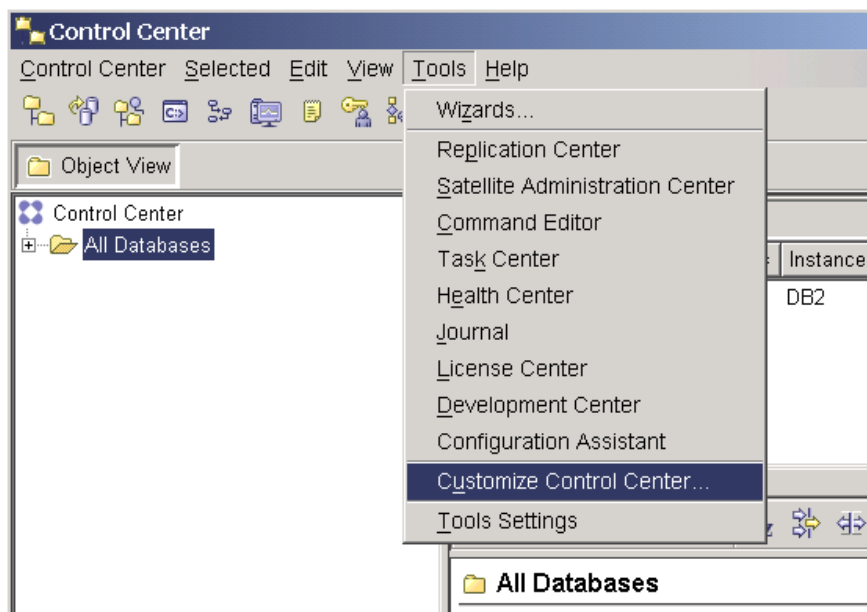 Control Center
Control Center Selected Edit View Tools Help
Wizards...
Object View
Replication Center
Satellite Administration Center
Control Center
Command Editor
All Databases
Task Center
Instance
Health Center
DB2
Journal
License Center
Development Center
Configuration Assistant
Customize Control Center...
Tools Settings
All Databases